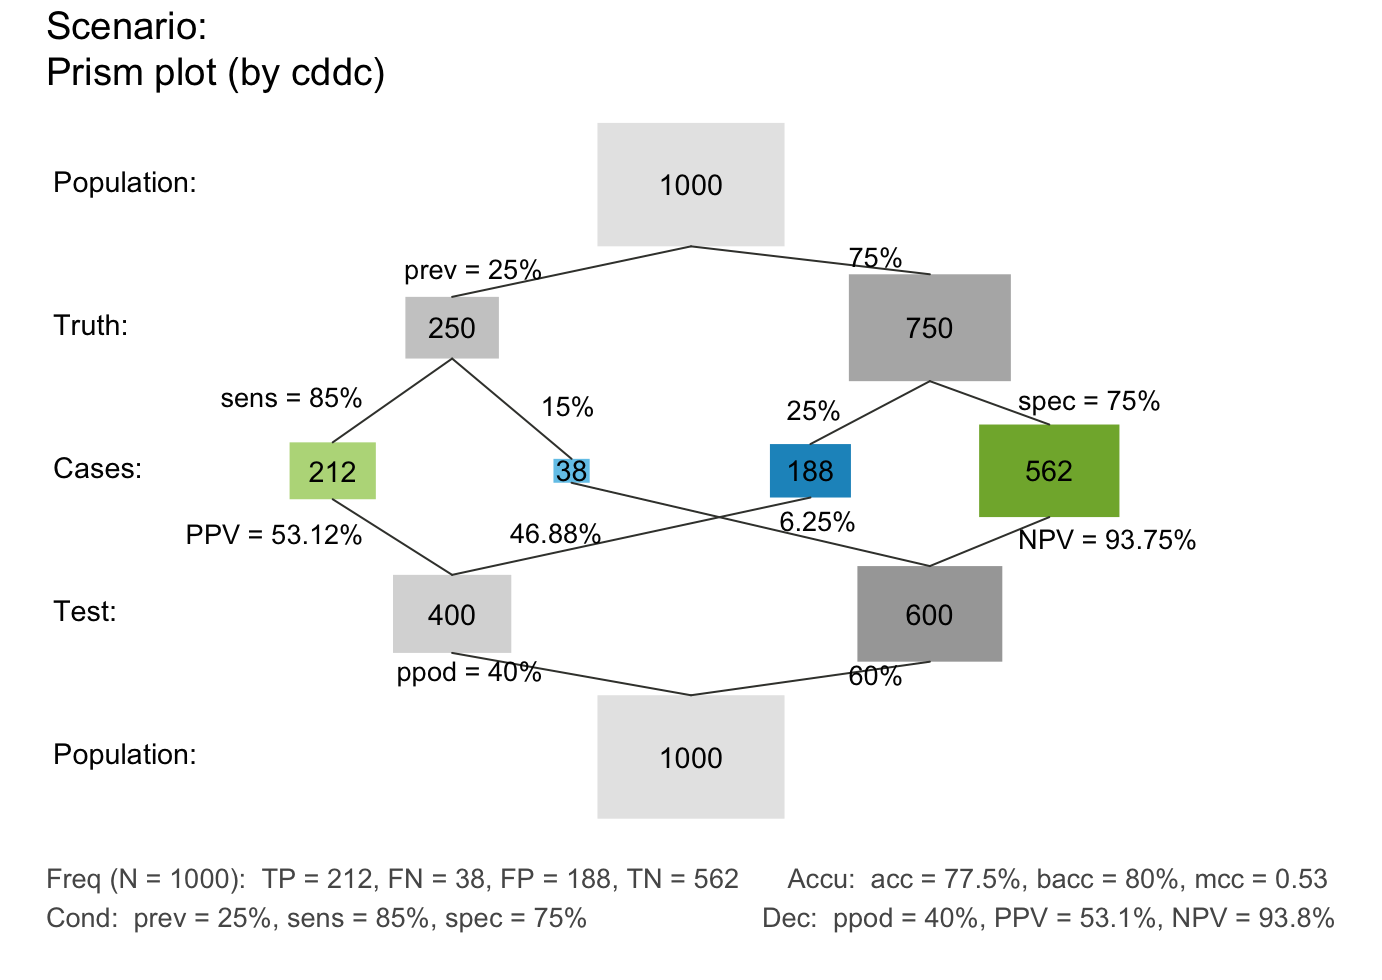 Scenario:
Prism plot (by cddc)
Population:
1000
prev = 25%
75%
Truth:
250
750
sens = 85%
15%
25%
spec = 75%
Cases:
212
38
188
562
PPV = 53.12%
46.88%
6.25%
NPV = 93.75%
Test:
400
600
ppod = 40%
60%
Population:
1000
Freq (N = 1000):  TP = 212, FN = 38, FP = 188, TN = 562
Accu:  acc = 77.5%, bacc = 80%, mcc = 0.53
Cond:  prev = 25%, sens = 85%, spec = 75%
Dec:  ppod = 40%, PPV = 53.1%, NPV = 93.8%